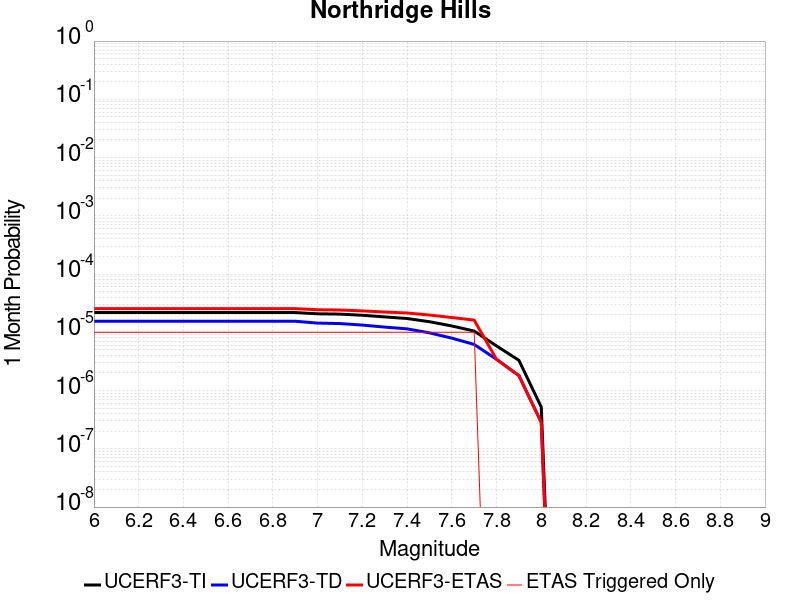 Northridge Hills
10^0
10^-1
10^-2
10^-3
10^-4
10^-5
10^-6
10^-7
10^-8
1 Month Probability
6 6.2 6.4 6.6 6.8 7 7.2 7.4 7.6 7.8 8 8.2 8.4 8.6 8.8 9
Magnitude
UCERF3-TI UCERF3-TD UCERF3-ETAS ETAS Triggered Only